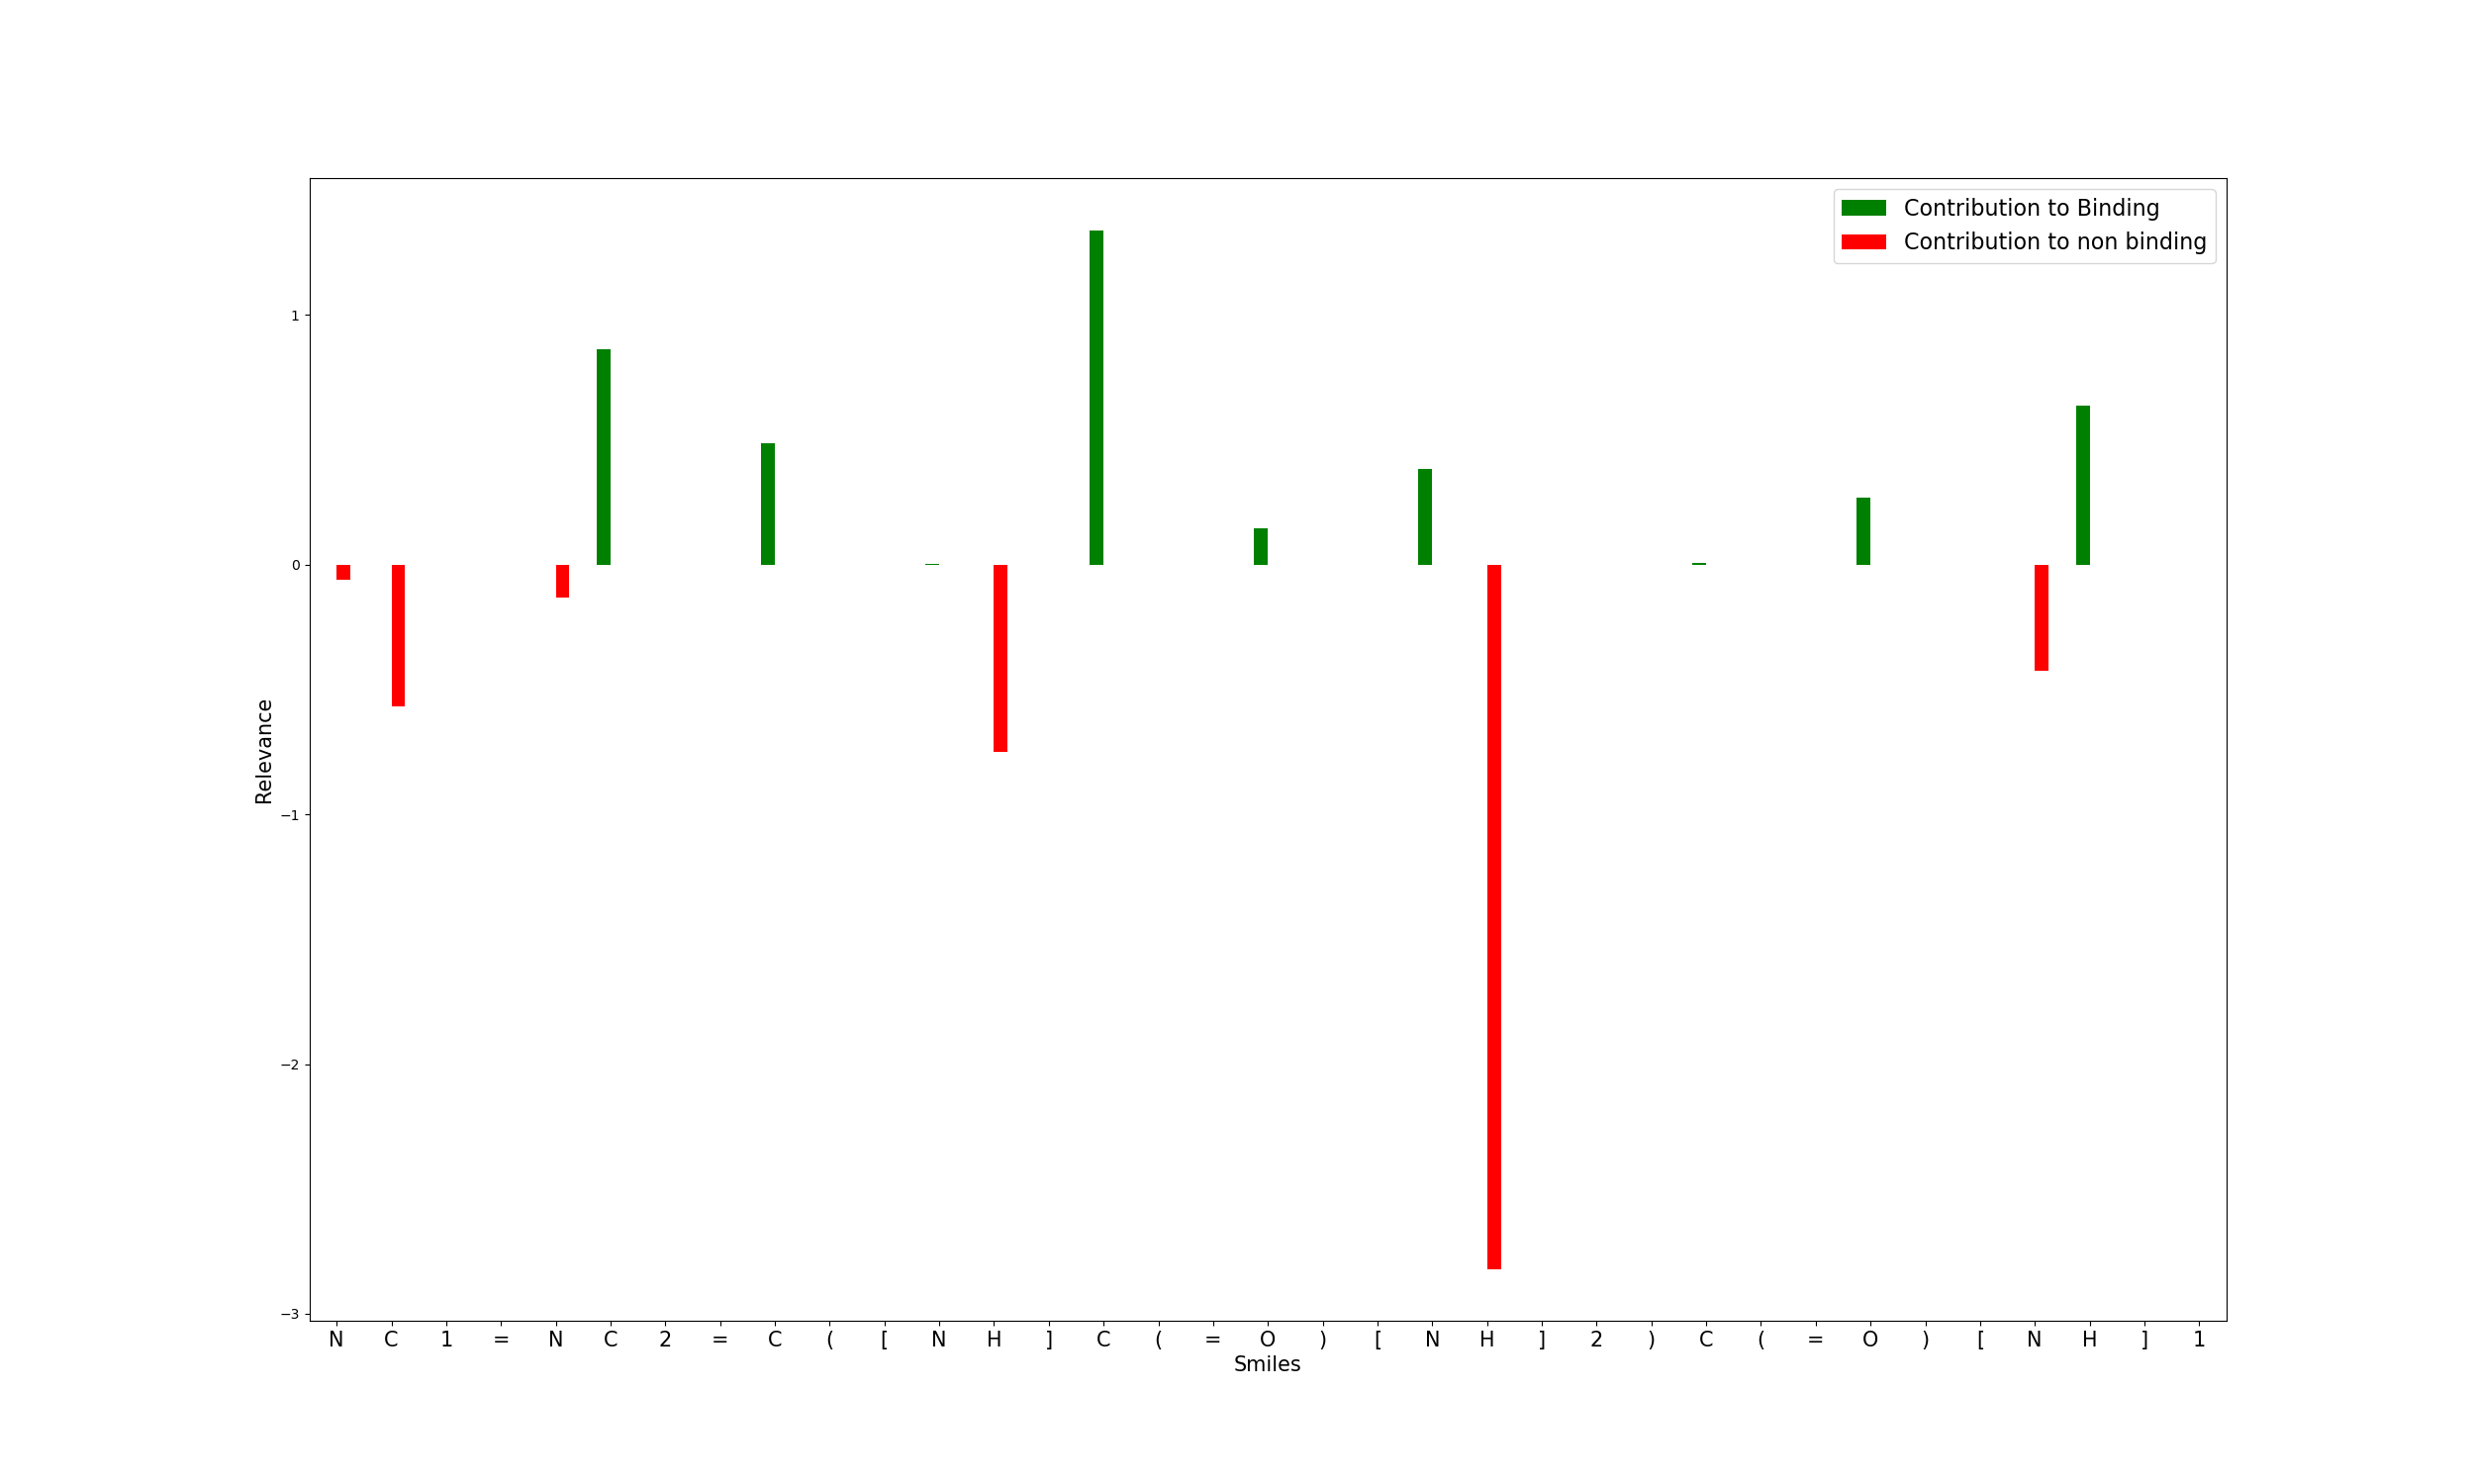 Contribution to Binding
Contribution to non binding
1
0
−1
−2
−3
Relevance
N C 1 = N C 2 = C ( [ N H ] C ( = O ) [ N H ] 2 ) C ( = O ) [ N H ] 1
Smiles